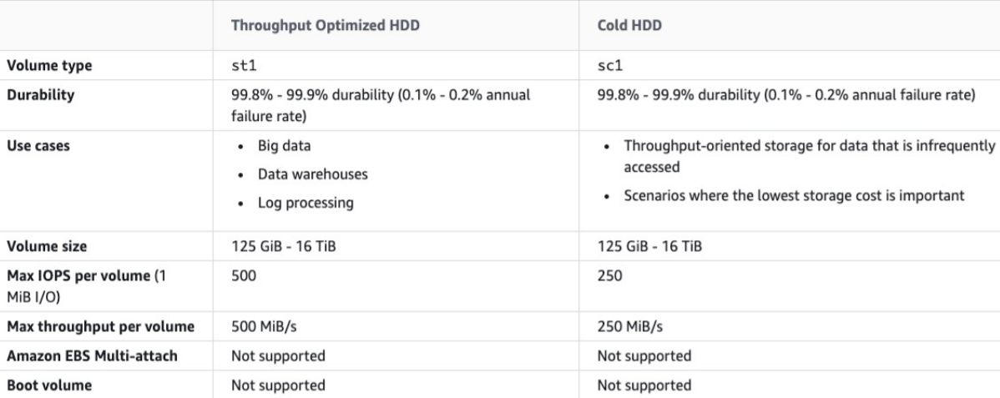 Throughput Optimized HDD Cold HDD
Volume type st1 sc1
Durability 99.8% - 99.9% durability (0.1% - 0.2% annual failure rate) 99.8% - 99.9% durability (0.1% - 0.2% annual failure rate)
Use cases
• Big data
• Data warehouses
• Log processing
• Throughput-oriented storage for data that is infrequently
accessed
• Scenarios where the lowest storage cost is important
Volume size 125 GiB - 16 TiB 125 GiB - 16 TiB
Max IOPS per volume (1 MiB I/O) 500 250
Max throughput per volume 500 MiB/s 250 MiB/s
Amazon EBS Multi-attach Not supported Not supported
Boot volume Not supported Not supported